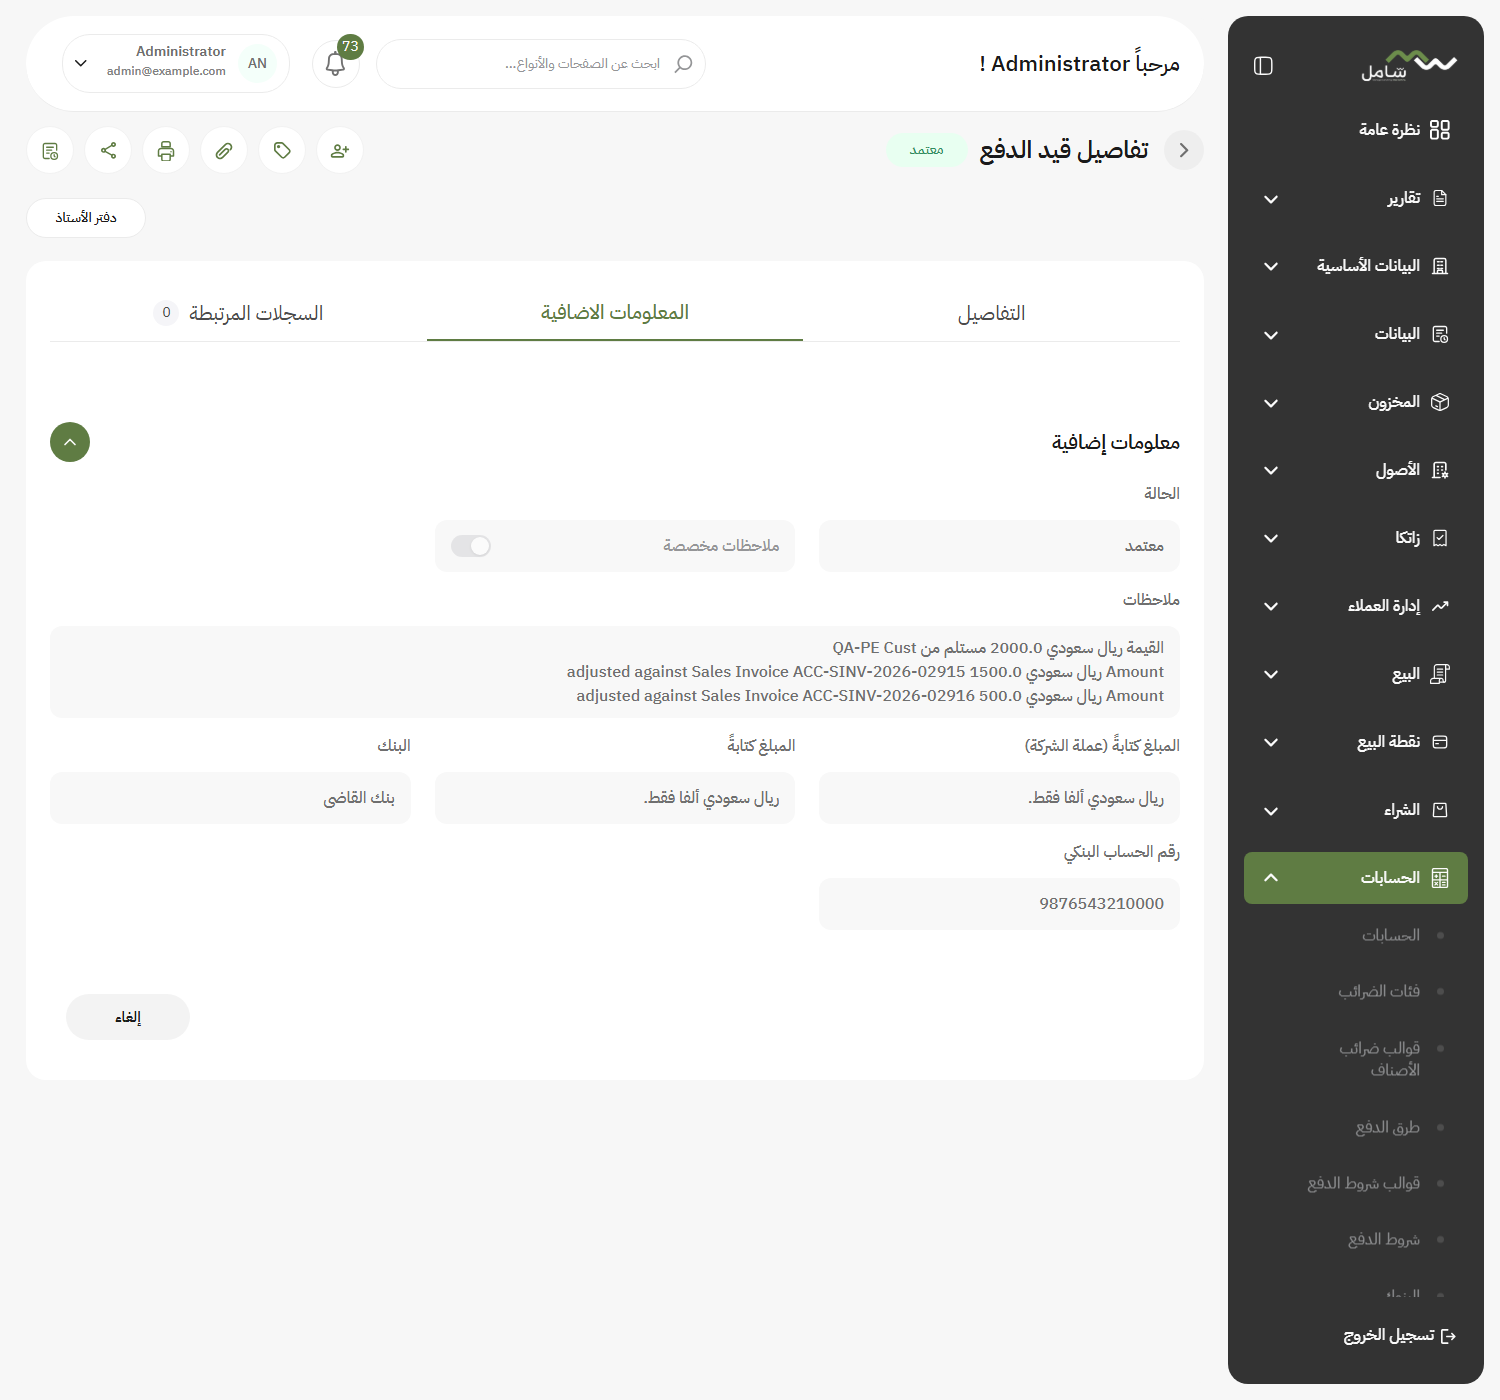 شامل
نظرة عامة
تقارير
البيانات الأساسية
البيانات
المخزون
الأصول
زاتكا
إدارة العملاء
البيع
نقطة البيع
الشراء
الحسابات
الحسابات
فئات الضرائب
قوالب ضرائب
الأصناف
طرق الدفع
قوالب شروط الدفع
شروط الدفع
البنوك
تسجيل الخروج
مرحباً Administrator !
ابحث عن الصفحات والأنواع...
73
AN
Administrator
admin@example.com
تفاصيل قيد الدفع
معتمد
دفتر الأستاذ
التفاصيل
المعلومات الاضافية
السجلات المرتبطة 0
معلومات إضافية
الحالة
معتمد
ملاحظات مخصصة
ملاحظات
القيمة ريال سعودي 2000.0 مستلم من QA-PE Cust
Amount ريال سعودي 1500.0 adjusted against Sales Invoice ACC-SINV-2026-02915
Amount ريال سعودي 500.0 adjusted against Sales Invoice ACC-SINV-2026-02916
المبلغ كتابةً (عملة الشركة)
المبلغ كتابةً
البنك
ريال سعودي ألفا فقط.
ريال سعودي ألفا فقط.
بنك القاضى
رقم الحساب البنكي
9876543210000
إلغاء